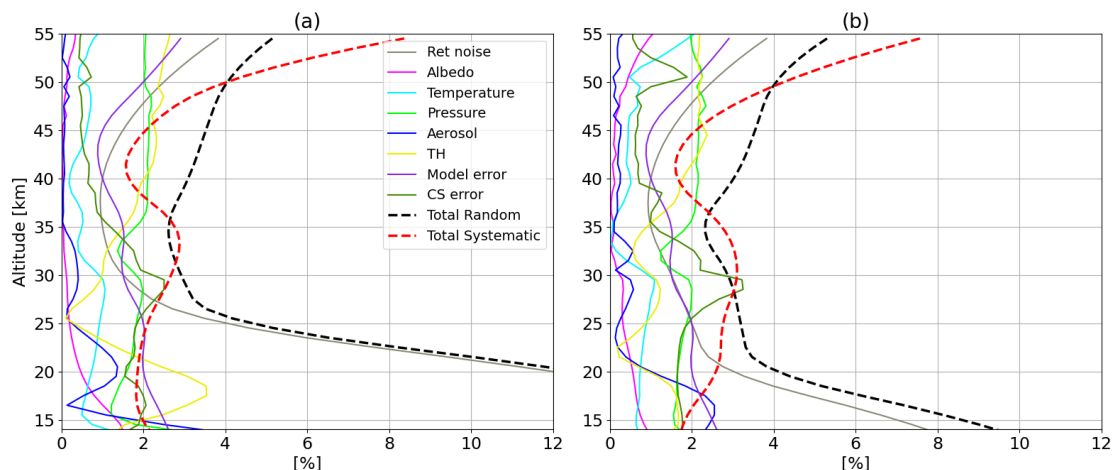 (a)
(b)
55
50
45
40
35
30
25
20
15
Altitude [km]
0
2
4
6
8
10
12
[%]
Ret noise
Albedo
Temperature
Pressure
Aerosol
TH
Model error
CS error
Total Random
Total Systematic
55
50
45
40
35
30
25
20
15
0
2
4
6
8
10
12
[%]